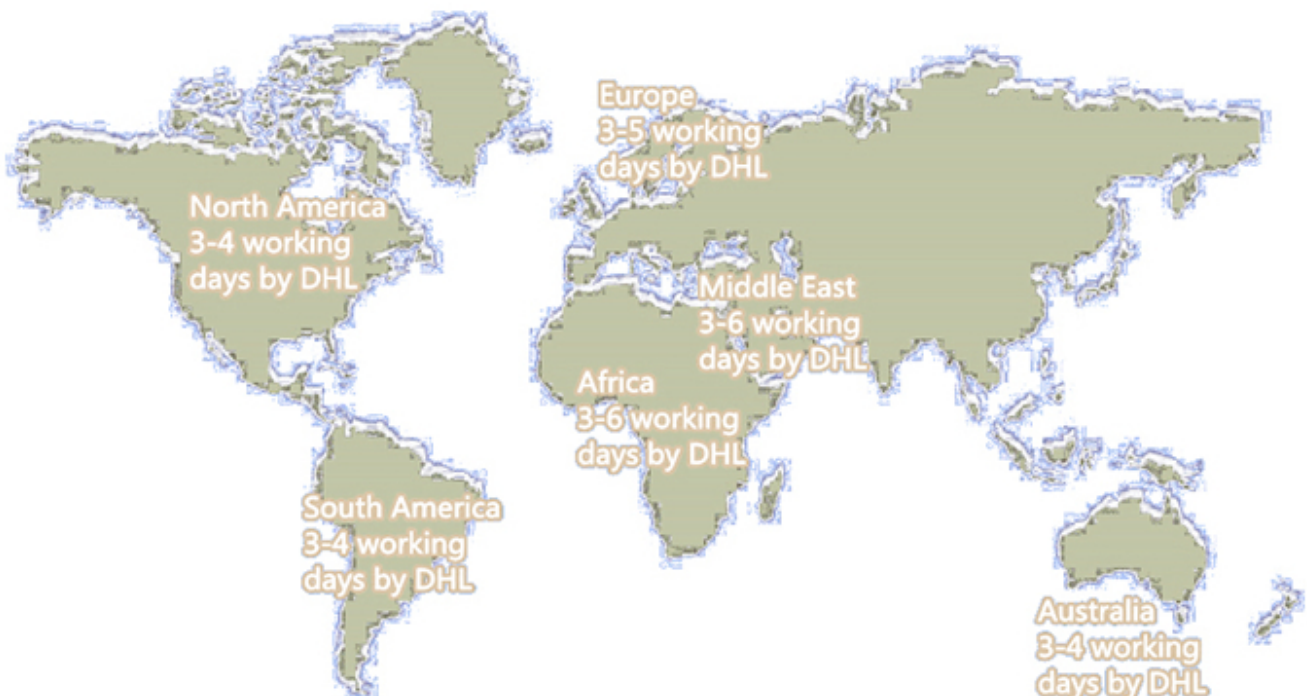 Europe
3-5 working
days by DHL
North America
3-4 working
days by DHL
Middle East
3-6 working
days by DHL
Africa
3-6 working
days by DHL
South America
3-4 working
days by DHL
Australia
3-4 working
days by DHL